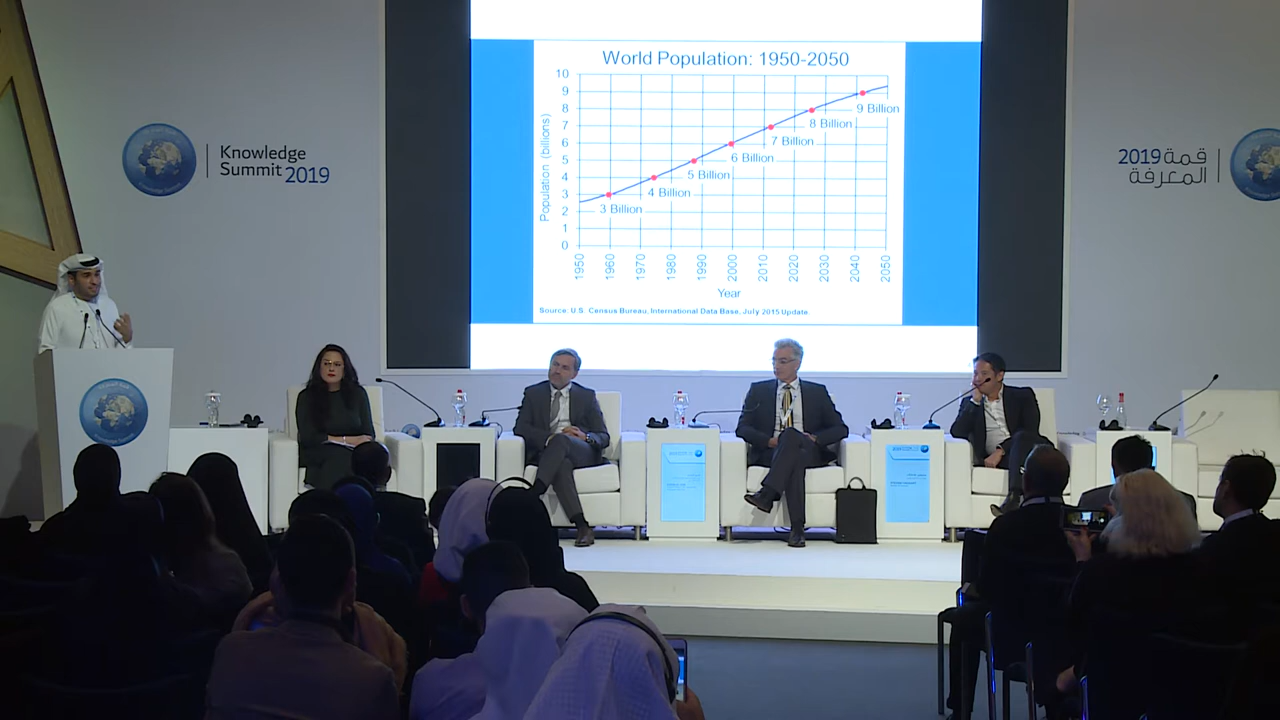 World Population: 1950-2050
Population (billions)
10
9
8
7
6
5
4
3
2
1
0
3 Billion
4 Billion
5 Billion
6 Billion
7 Billion
8 Billion
9 Billion
1950
1960
1970
1980
1990
2000
2010
2020
2030
2040
2050
Year
Source: U.S. Census Bureau, International Data Base, July 2015 Update.
Knowledge
Summit 2019
قمة 2019
المعرفة